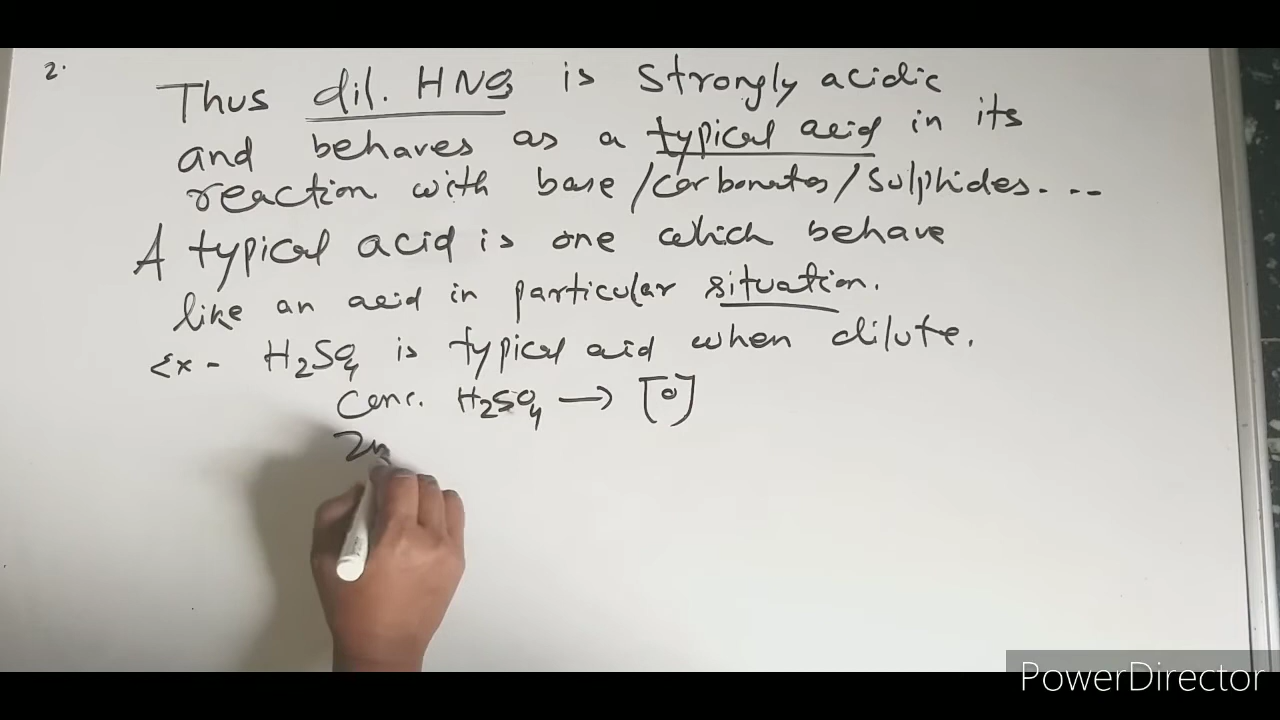 2.
Thus dil. HNO3 is strongly acidic
and behaves as a typical acid in its
reaction with base/carbonates/sulphides....
A typical acid is one which behave
like an acid in particular situation.
Ex - H2SO4 is typical acid when dilute.
Conc. H2SO4 → [O]
Zn
PowerDirector